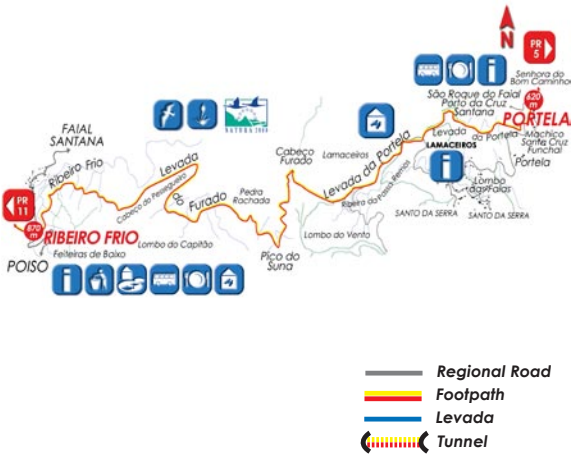 N
PR
5
Senhora do
Bom Caminho
620
m
São Roque do Faial
Porto da Cruz
Santana
PORTELA
Levada da Portela
Machico
Santa Cruz
Funchal
Portela
LAMACEIROS
NATURA 2000
FAIAL
SANTANA
Ribeiro Frio
Levada
do
Furado
Cabeço do Pessegueiro
Pedra
Rachada
Cabeço
Furado
Lamaceiros
Levada da Portela
Lombo
das Faias
SANTO DA SERRA
SANTO DA SERRA
Lombo do Vento
PR
11
870
m
RIBEIRO FRIO
Lombo do Capitão
Pico do
Suna
POISO
Feiteiras de Baixo
Regional Road
Footpath
Levada
Tunnel